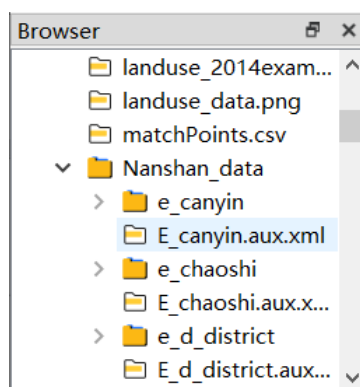 Browser
landuse_2014exam...
landuse_data.png
matchPoints.csv
Nanshan_data
e_canyin
E_canyin.aux.xml
e_chaoshi
E_chaoshi.aux.x...
e_d_district
E_d_district.aux...